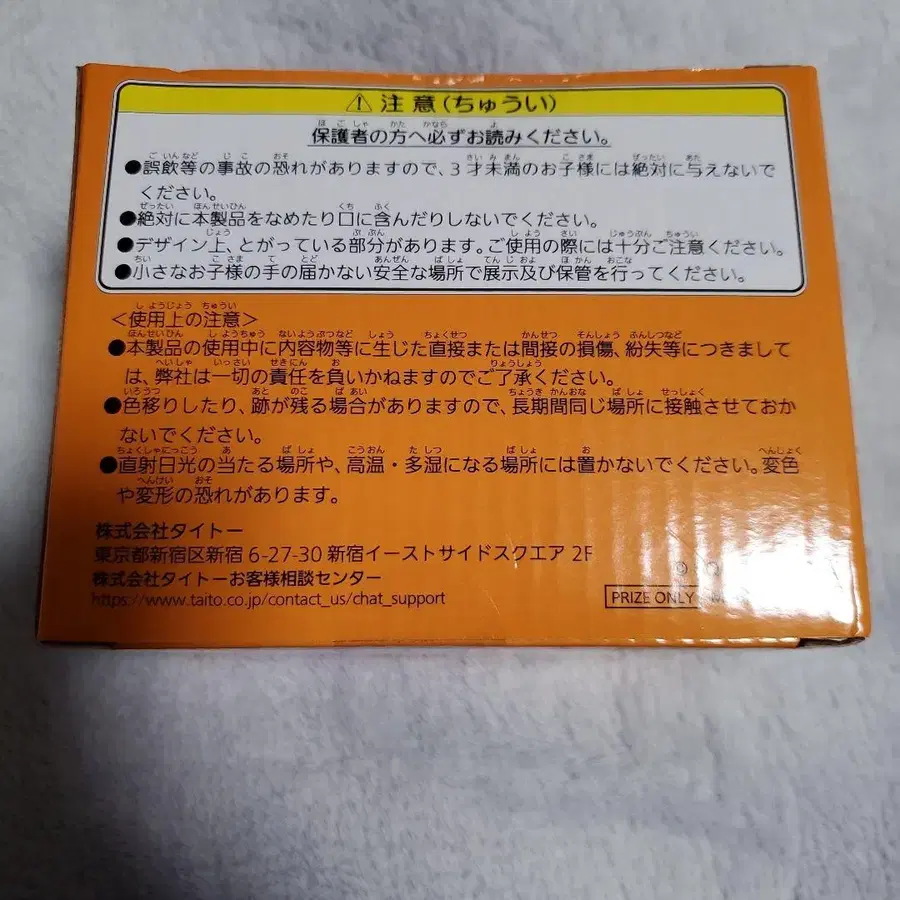 ⚠ 注意(ちゅうい)
保護者の方へ必ずお読みください。
●誤飲等の事故の恐れがありますので、3才未満のお子様には絶対に与えないで
ください。
●絶対に本製品をなめたり口に含んだりしないでください。
●デザイン上、とがっている部分があります。ご使用の際には十分ご注意ください。
●小さなお子様の手の届かない安全な場所で展示及び保管を行ってください。
<使用上の注意>
●本製品の使用中に内容物等に生じた直接または間接の損傷、紛失等につきまして
は、弊社は一切の責任を負いかねますのでご了承ください。
●色移りしたり、跡が残る場合がありますので、長期間同じ場所に接触させておか
ないでください。
●直射日光の当たる場所や、高温・多湿になる場所には置かないでください。変色
や変形の恐れがあります。
株式会社タイトー
東京都新宿区新宿 6-27-30 新宿イーストサイドスクエア 2F
株式会社タイトーお客様相談センター
https://www.taito.co.jp/contact_us/chat_support
PRIZE ONLY